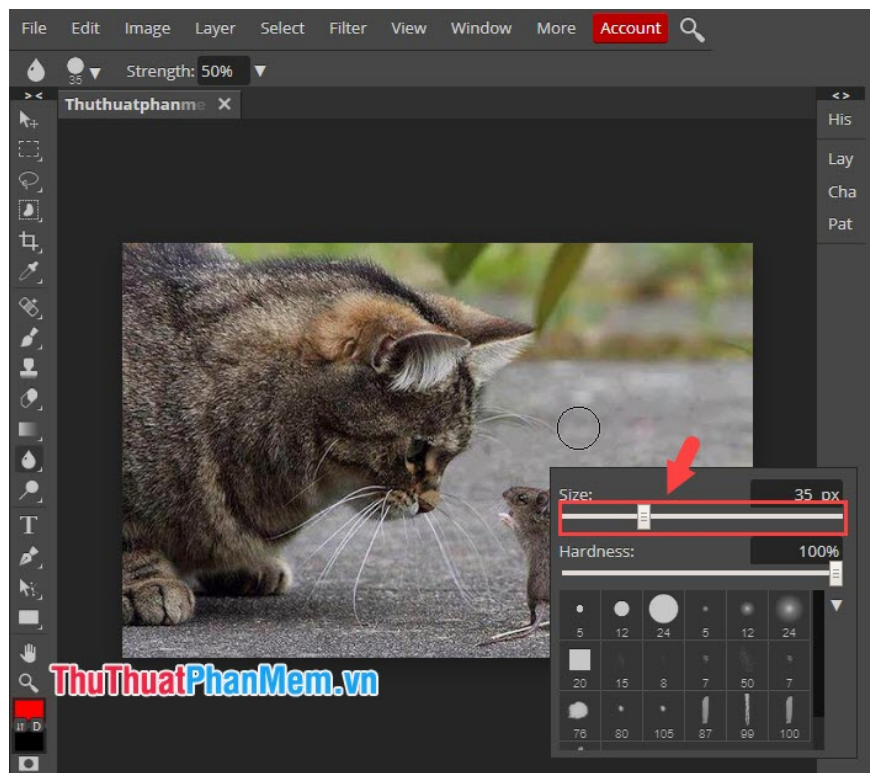 File Edit Image Layer Select Filter View Window More Account
35 Strength: 50%
> < < >
Thuthuatphanme
His
Lay
Cha
Pat
Size: 35 px
Hardness: 100%
5 12 24 5 12 24
20 15 8 7 50 7
76 80 105 87 99 100
T
ThuThuatPhanMem.vn
D